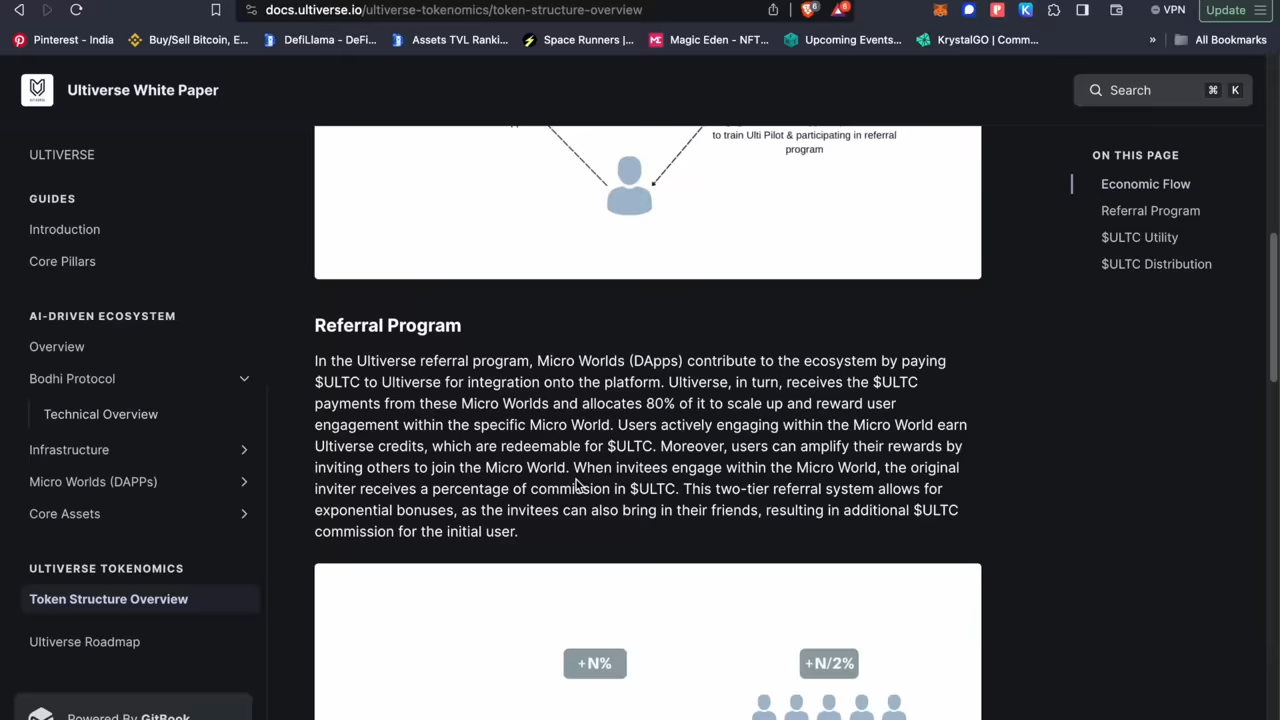 docs.ultiverse.io/ultiverse-tokenomics/token-structure-overview
6
6
VPN
Update
Pinterest - India
Buy/Sell Bitcoin, E...
DefiLlama - DeFi...
Assets TVL Ranki...
Space Runners |...
Magic Eden - NFT...
Upcoming Events...
KrystalGO | Comm...
»
All Bookmarks
Ultiverse White Paper
Search
⌘
K
ULTIVERSE
GUIDES
Introduction
Core Pillars
AI-DRIVEN ECOSYSTEM
Overview
Bodhi Protocol
Technical Overview
Infrastructure
Micro Worlds (DAPPs)
Core Assets
ULTIVERSE TOKENOMICS
Token Structure Overview
Ultiverse Roadmap
Powered By GitBook
to train Ulti Pilot & participating in referral
program
Referral Program
In the Ultiverse referral program, Micro Worlds (DApps) contribute to the ecosystem by paying
$ULTC to Ultiverse for integration onto the platform. Ultiverse, in turn, receives the $ULTC
payments from these Micro Worlds and allocates 80% of it to scale up and reward user
engagement within the specific Micro World. Users actively engaging within the Micro World earn
Ultiverse credits, which are redeemable for $ULTC. Moreover, users can amplify their rewards by
inviting others to join the Micro World. When invitees engage within the Micro World, the original
inviter receives a percentage of commission in $ULTC. This two-tier referral system allows for
exponential bonuses, as the invitees can also bring in their friends, resulting in additional $ULTC
commission for the initial user.
+N%
+N/2%
ON THIS PAGE
Economic Flow
Referral Program
$ULTC Utility
$ULTC Distribution